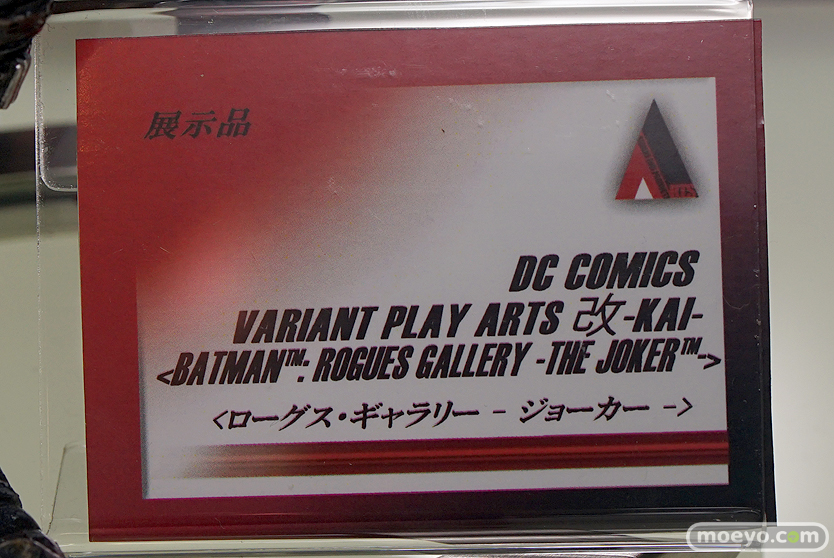 展示品
ARTS
DC COMICS
VARIANT PLAY ARTS 改-KAI-
<BATMAN™: ROGUES GALLERY -THE JOKER™->
<ローグス・ギャラリー - ジョーカー ->
moeyo.com